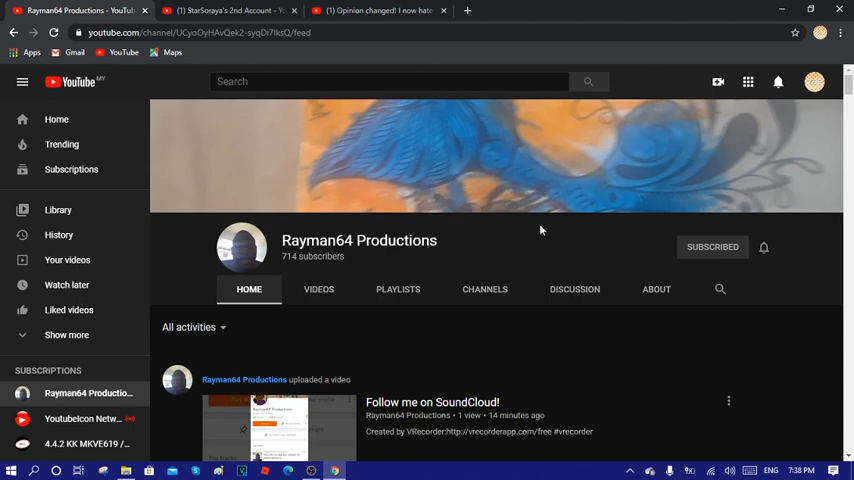 Rayman64 Productions - YouTub
(1) StarSoraya's 2nd Account - Yo
(1) Opinion changed! I now hate
youtube.com/channel/UCyoOyHAvQek2-syqDi7IksQ/feed
Apps
Gmail
YouTube
Maps
YouTube MY
Search
Home
Trending
Subscriptions
Library
History
Your videos
Watch later
Liked videos
Show more
SUBSCRIPTIONS
Rayman64 Productio...
YoutubeIcon Netw...
4.4.2 KK MKVE619 /...
Rayman64 Productions
714 subscribers
SUBSCRIBED
HOME
VIDEOS
PLAYLISTS
CHANNELS
DISCUSSION
ABOUT
All activities
Rayman64 Productions uploaded a video
Follow me on SoundCloud!
Rayman64 Productions • 1 view • 14 minutes ago
Created by VRecorder:http://vrecorderapp.com/free #vrecorder
ENG
7:38 PM